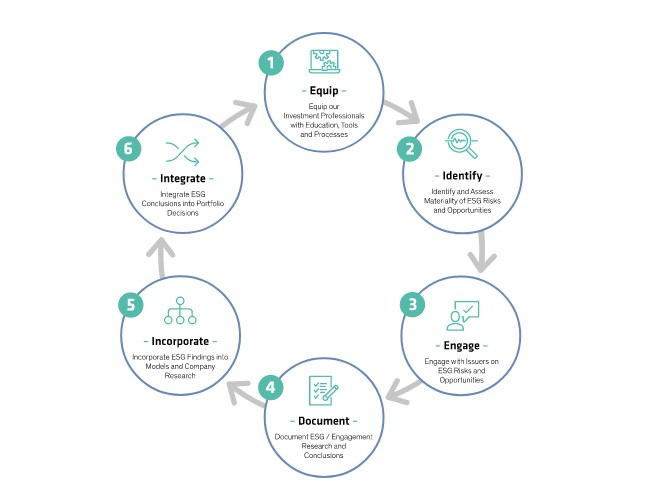 1
- Equip -
Equip our
Investment Professionals
with Education, Tools
and Processes
2
- Identify -
Identify and Assess
Materiality of ESG Risks
and Opportunities
3
- Engage -
Engage with Issuers on
ESG Risks and
Opportunities
4
- Document -
Document ESG / Engagement
Research and
Conclusions
5
- Incorporate -
Incorporate ESG Findings into
Models and Company
Research
6
- Integrate -
Integrate ESG
Conclusions into Portfolio
Decisions